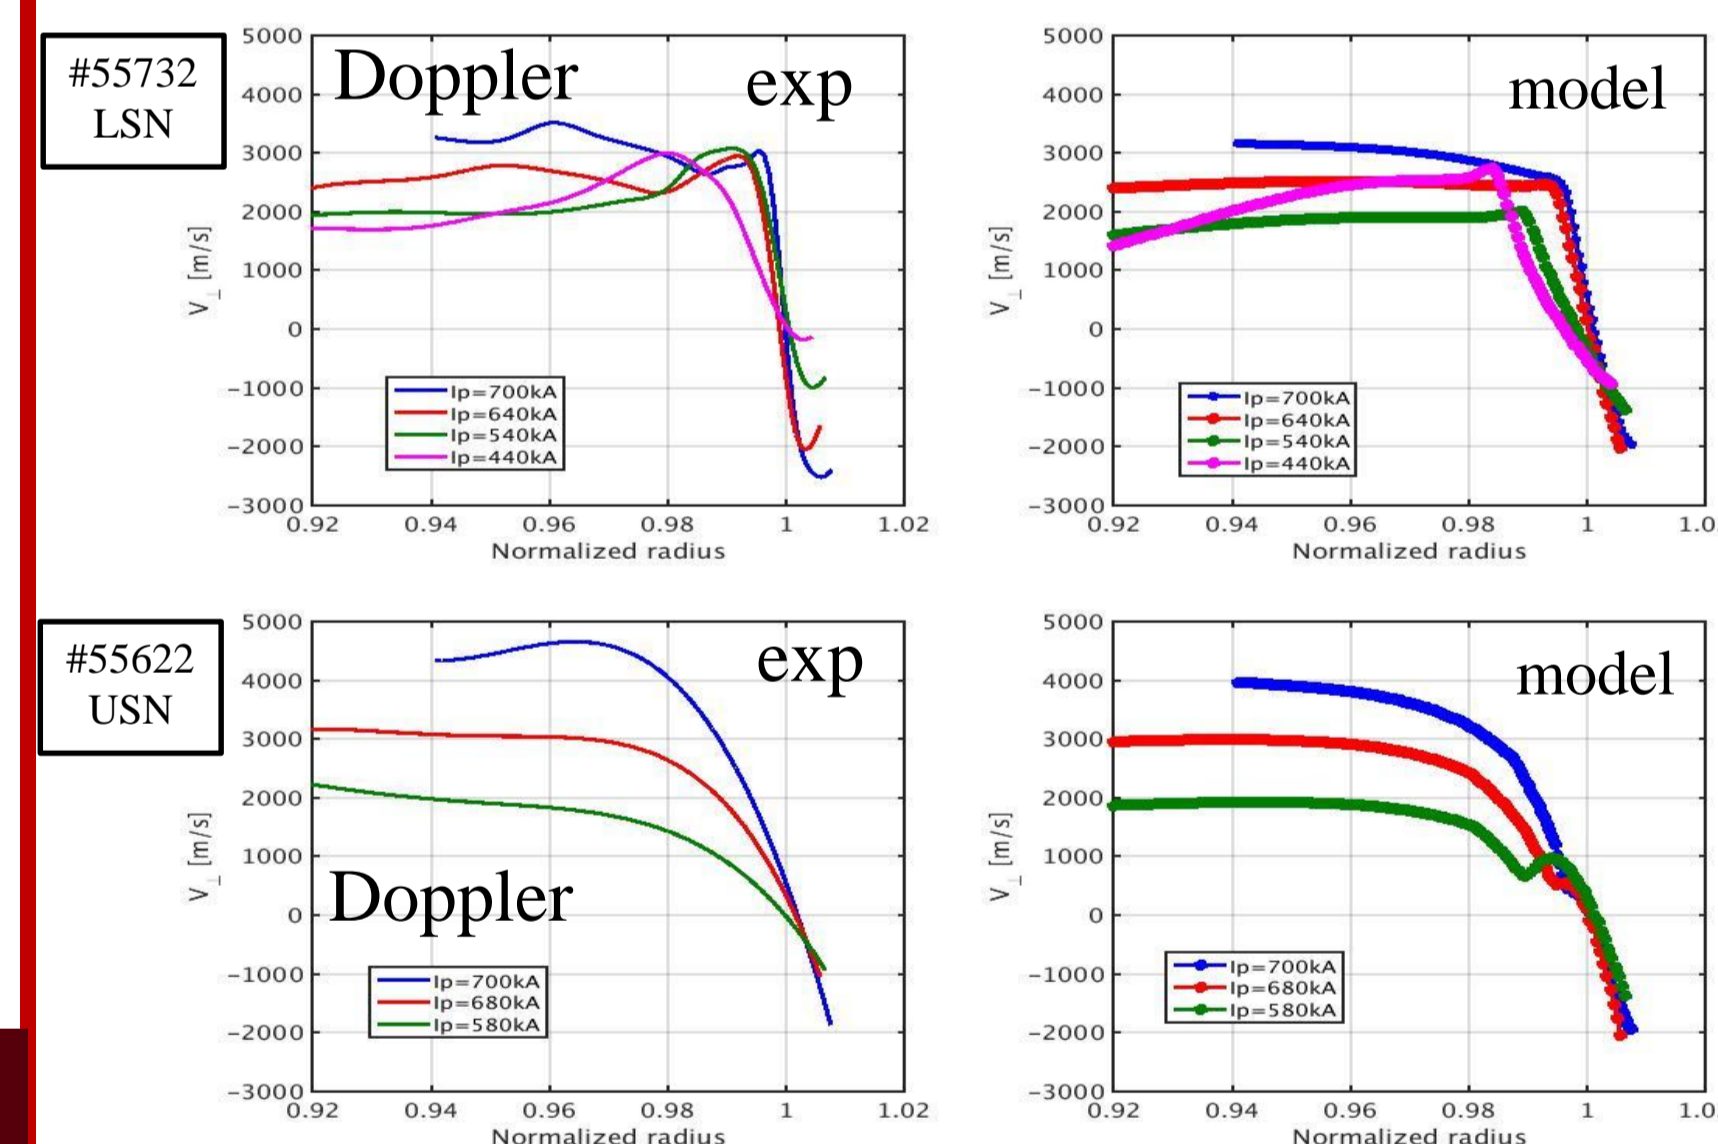 #55732
LSN
Doppler
exp
5000
4000
3000
2000
1000
0
−1000
−2000
−3000
V⊥ [m/s]
Ip=700kA
Ip=640kA
Ip=540kA
Ip=440kA
0.92 0.94 0.96 0.98 1 1.02
Normalized radius
model
5000
4000
3000
2000
1000
0
−1000
−2000
−3000
V⊥ [m/s]
Ip=700kA
Ip=640kA
Ip=540kA
Ip=440kA
0.92 0.94 0.96 0.98 1 1.0
Normalized radius
#55622
USN
exp
Doppler
5000
4000
3000
2000
1000
0
−1000
−2000
−3000
V⊥ [m/s]
Ip=700kA
Ip=680kA
Ip=580kA
0.92 0.94 0.96 0.98 1 1.02
Normalized radius
model
5000
4000
3000
2000
1000
0
−1000
−2000
−3000
V⊥ [m/s]
Ip=700kA
Ip=680kA
Ip=580kA
0.92 0.94 0.96 0.98 1 1.0
Normalized radius